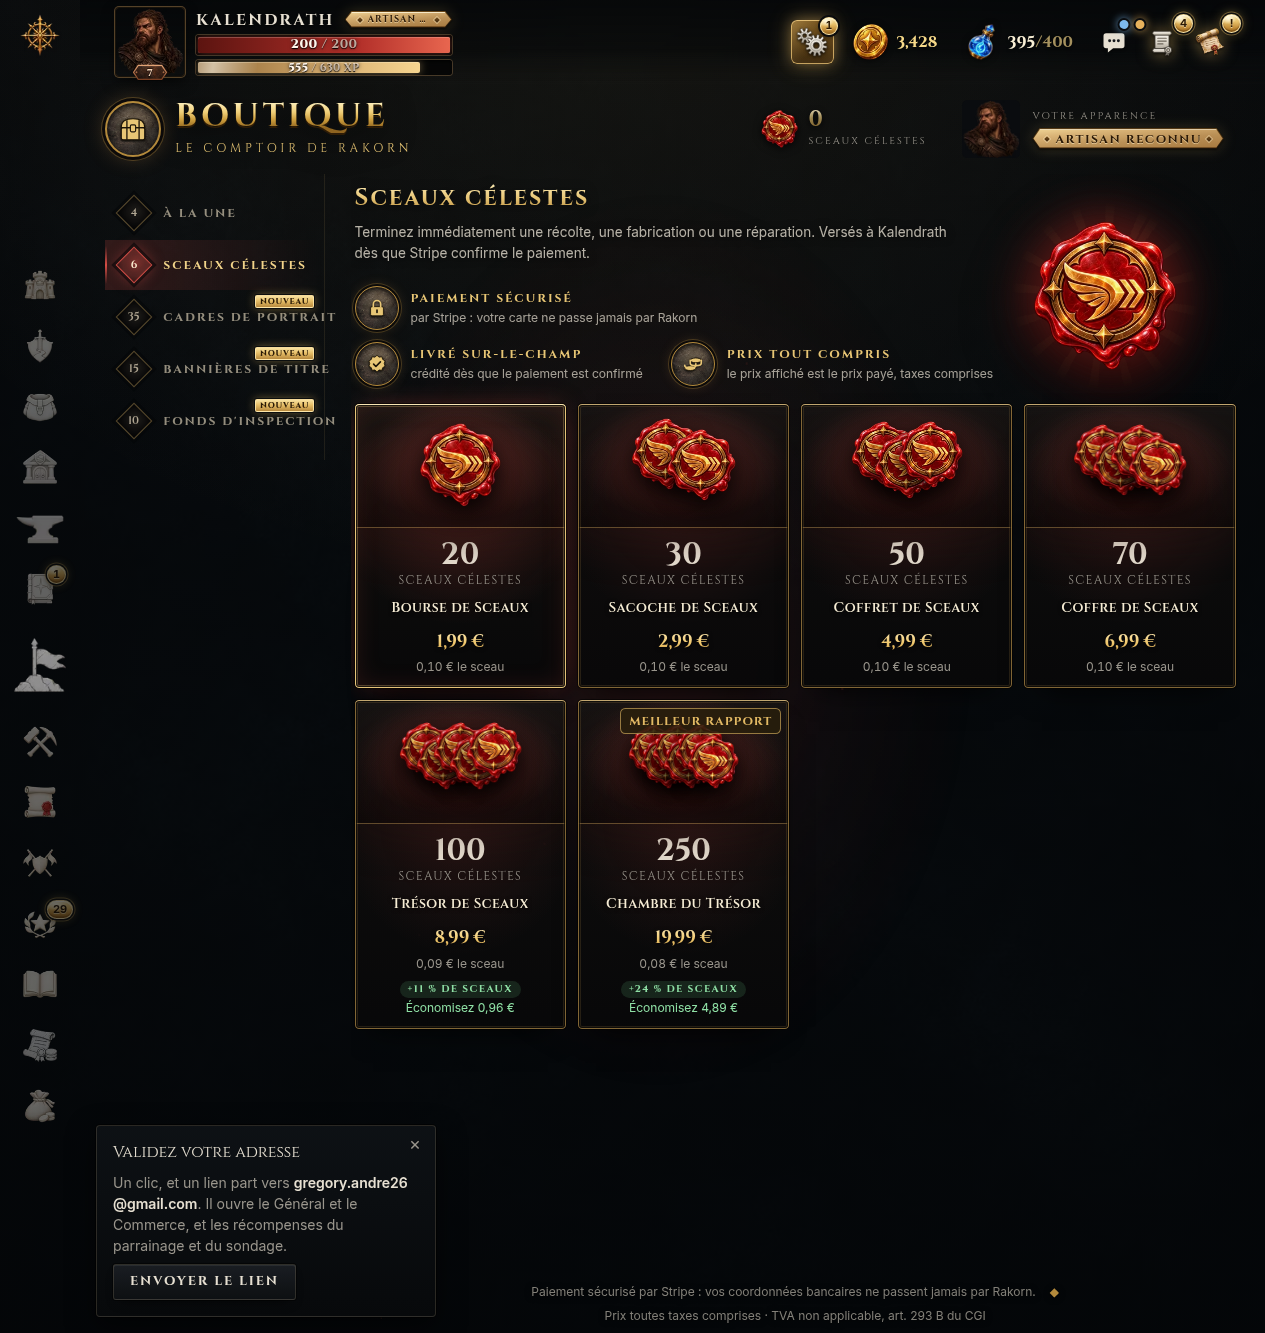 KALENDRATH
ARTISAN ...
200 / 200
555 / 630 XP
7
1
3,428
395/400
4
!
BOUTIQUE
LE COMPTOIR DE RAKORN
0
SCEAUX CÉLESTES
VOTRE APPARENCE
ARTISAN RECONNU
4
À LA UNE
6
SCEAUX CÉLESTES
NOUVEAU
35
CADRES DE PORTRAIT
NOUVEAU
15
BANNIÈRES DE TITRE
NOUVEAU
10
FONDS D'INSPECTION
1
29
SCEAUX CÉLESTES
Terminez immédiatement une récolte, une fabrication ou une réparation. Versés à Kalendrath
dès que Stripe confirme le paiement.
PAIEMENT SÉCURISÉ
par Stripe : votre carte ne passe jamais par Rakorn
LIVRÉ SUR-LE-CHAMP
crédité dès que le paiement est confirmé
PRIX TOUT COMPRIS
le prix affiché est le prix payé, taxes comprises
20
SCEAUX CÉLESTES
BOURSE DE SCEAUX
1,99 €
0,10 € le sceau
30
SCEAUX CÉLESTES
SACOCHE DE SCEAUX
2,99 €
0,10 € le sceau
50
SCEAUX CÉLESTES
COFFRET DE SCEAUX
4,99 €
0,10 € le sceau
70
SCEAUX CÉLESTES
COFFRE DE SCEAUX
6,99 €
0,10 € le sceau
100
SCEAUX CÉLESTES
TRÉSOR DE SCEAUX
8,99 €
0,09 € le sceau
+11 % DE SCEAUX
Économisez 0,96 €
MEILLEUR RAPPORT
250
SCEAUX CÉLESTES
CHAMBRE DU TRÉSOR
19,99 €
0,08 € le sceau
+24 % DE SCEAUX
Économisez 4,89 €
VALIDEZ VOTRE ADRESSE
×
Un clic, et un lien part vers gregory.andre26
@gmail.com. Il ouvre le Général et le
Commerce, et les récompenses du
parrainage et du sondage.
ENVOYER LE LIEN
Paiement sécurisé par Stripe : vos coordonnées bancaires ne passent jamais par Rakorn.
Prix toutes taxes comprises · TVA non applicable, art. 293 B du CGI